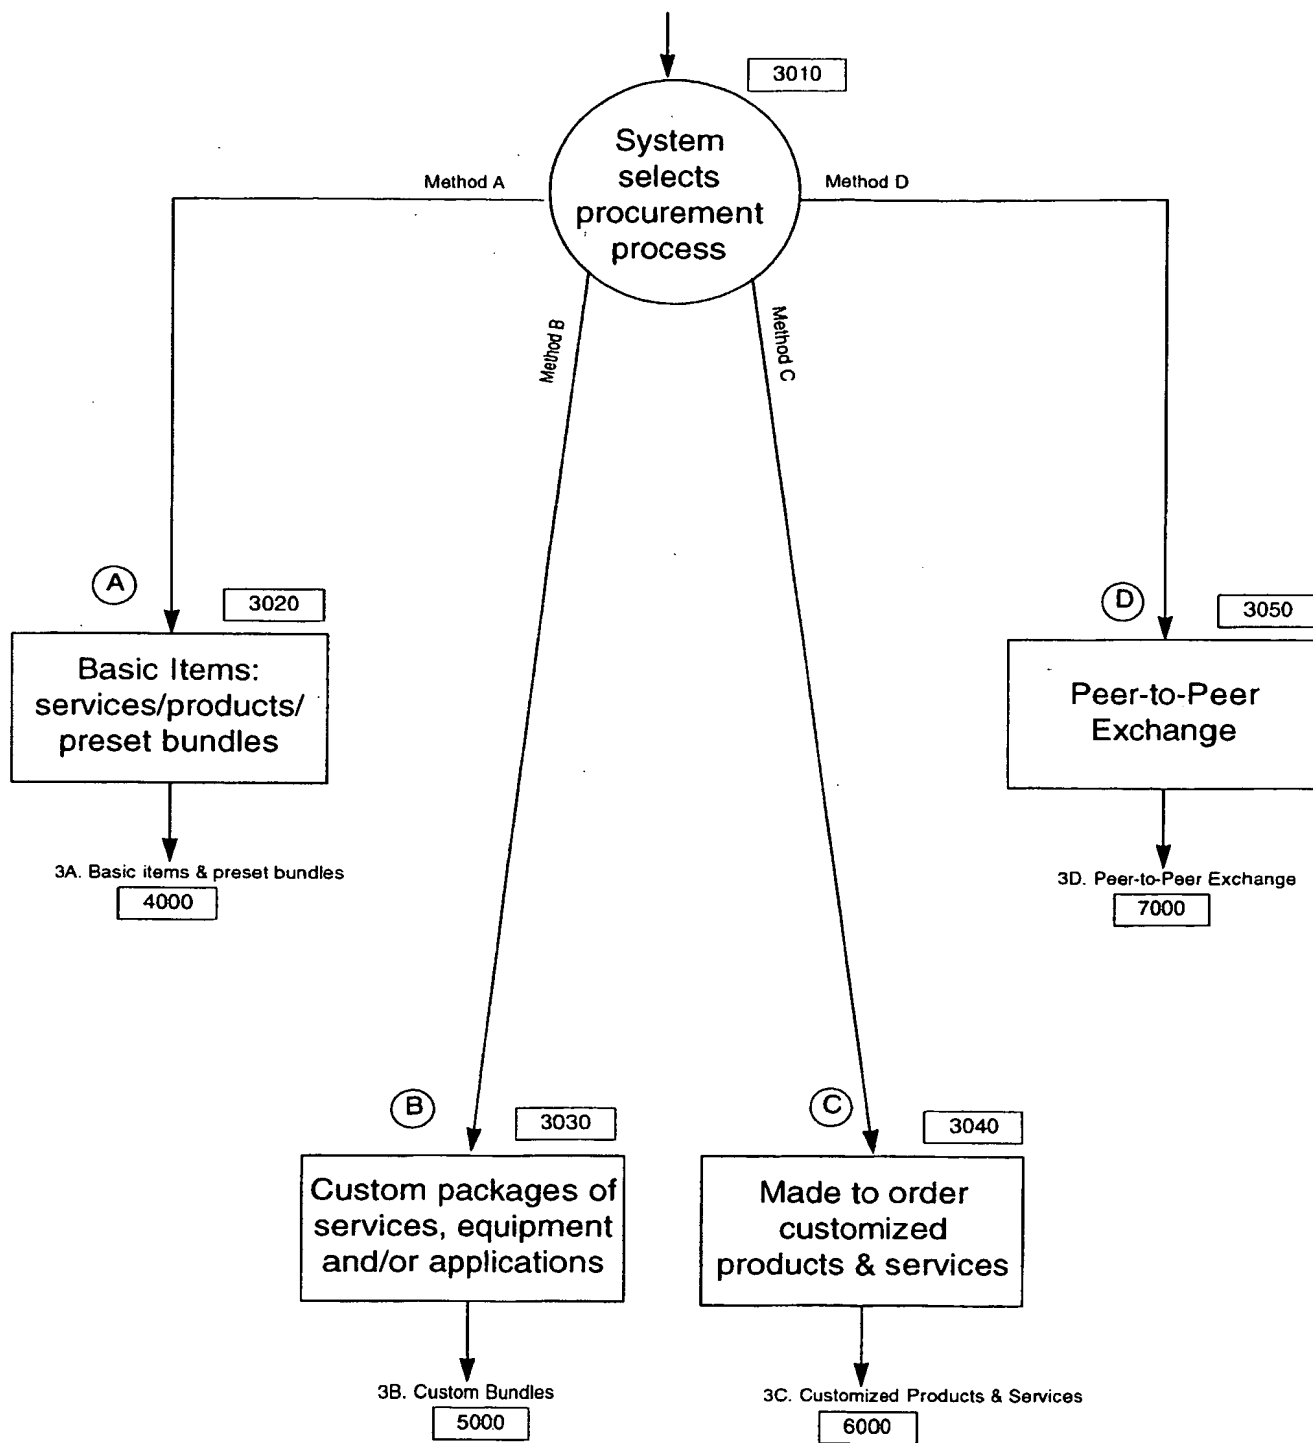 3010
System
selects
procurement
process
Method A
Method D
Method B
Method C
A
3020
Basic Items:
services/products/
preset bundles
3A. Basic items & preset bundles
4000
D
3050
Peer-to-Peer
Exchange
3D. Peer-to-Peer Exchange
7000
B
3030
Custom packages of
services, equipment
and/or applications
3B. Custom Bundles
5000
C
3040
Made to order
customized
products & services
3C. Customized Products & Services
6000